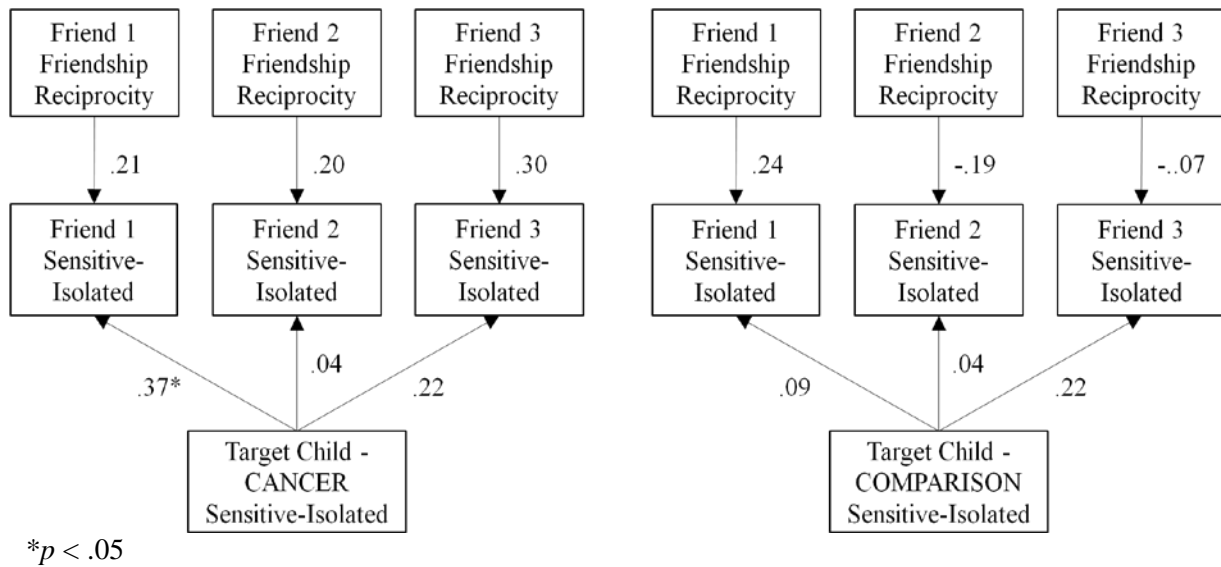 Friend 1
Friendship
Reciprocity
Friend 2
Friendship
Reciprocity
Friend 3
Friendship
Reciprocity
Friend 1
Friendship
Reciprocity
Friend 2
Friendship
Reciprocity
Friend 3
Friendship
Reciprocity
.21
.20
.30
.24
-.19
-..07
Friend 1
Sensitive-
Isolated
Friend 2
Sensitive-
Isolated
Friend 3
Sensitive-
Isolated
Friend 1
Sensitive-
Isolated
Friend 2
Sensitive-
Isolated
Friend 3
Sensitive-
Isolated
.37*
.04
.22
.09
.04
.22
Target Child -
CANCER
Sensitive-Isolated
Target Child -
COMPARISON
Sensitive-Isolated
*p < .05